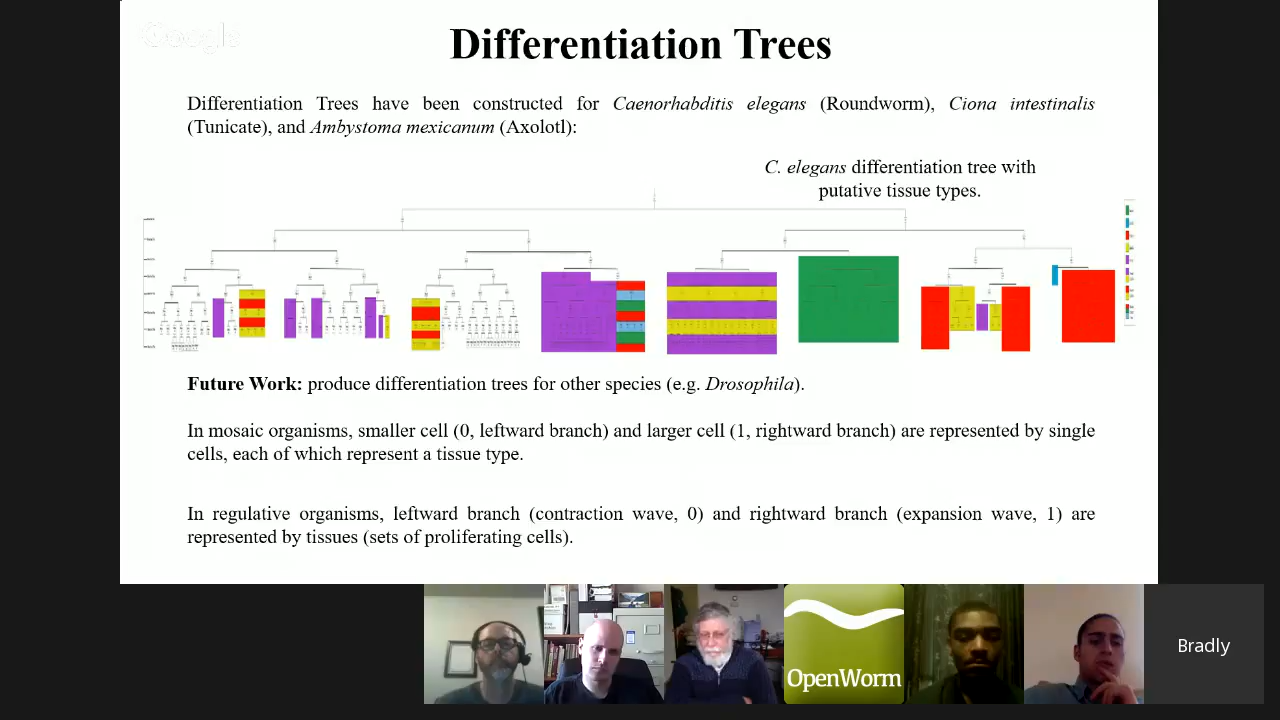 Google
Differentiation Trees
Differentiation Trees have been constructed for Caenorhabditis elegans (Roundworm), Ciona intestinalis
(Tunicate), and Ambystoma mexicanum (Axolotl):
C. elegans differentiation tree with
putative tissue types.
Future Work: produce differentiation trees for other species (e.g. Drosophila).
In mosaic organisms, smaller cell (0, leftward branch) and larger cell (1, rightward branch) are represented by single
cells, each of which represent a tissue type.
In regulative organisms, leftward branch (contraction wave, 0) and rightward branch (expansion wave, 1) are
represented by tissues (sets of proliferating cells).
OpenWorm
Bradly